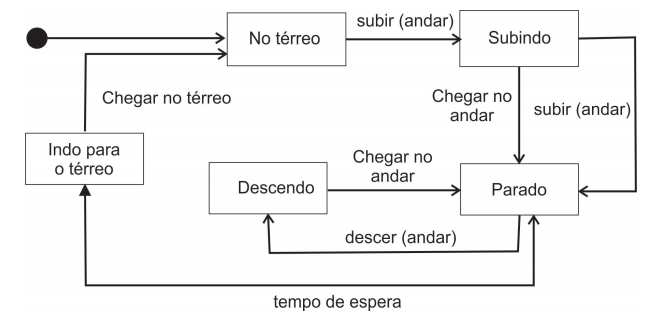 subir (andar)
No térreo
Subindo
Chegar no térreo
Chegar no
andar
subir (andar)
Indo para
o térreo
Chegar no
andar
Descendo
Parado
descer (andar)
tempo de espera